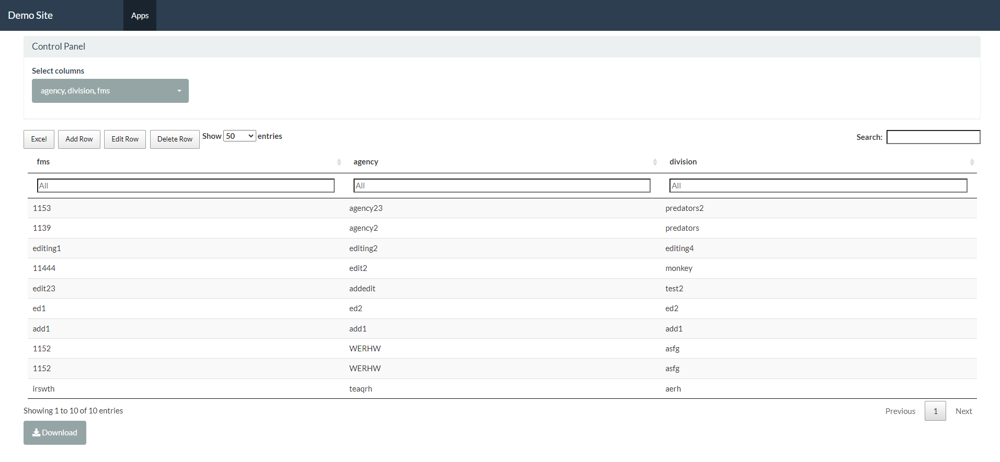 Demo Site Apps
Control Panel
Select columns
agency, division, fms
Excel Add Row Edit Row Delete Row Show 50 entries Search:
fms agency division
All All All
1153 agency23 predators2
1139 agency2 predators
editing1 editing2 editing4
11444 edit2 monkey
edit23 addedit test2
ed1 ed2 ed2
add1 add1 add1
1152 WERHW asfg
1152 WERHW asfg
irswth teaqrh aerh
Showing 1 to 10 of 10 entries Previous 1 Next
Download